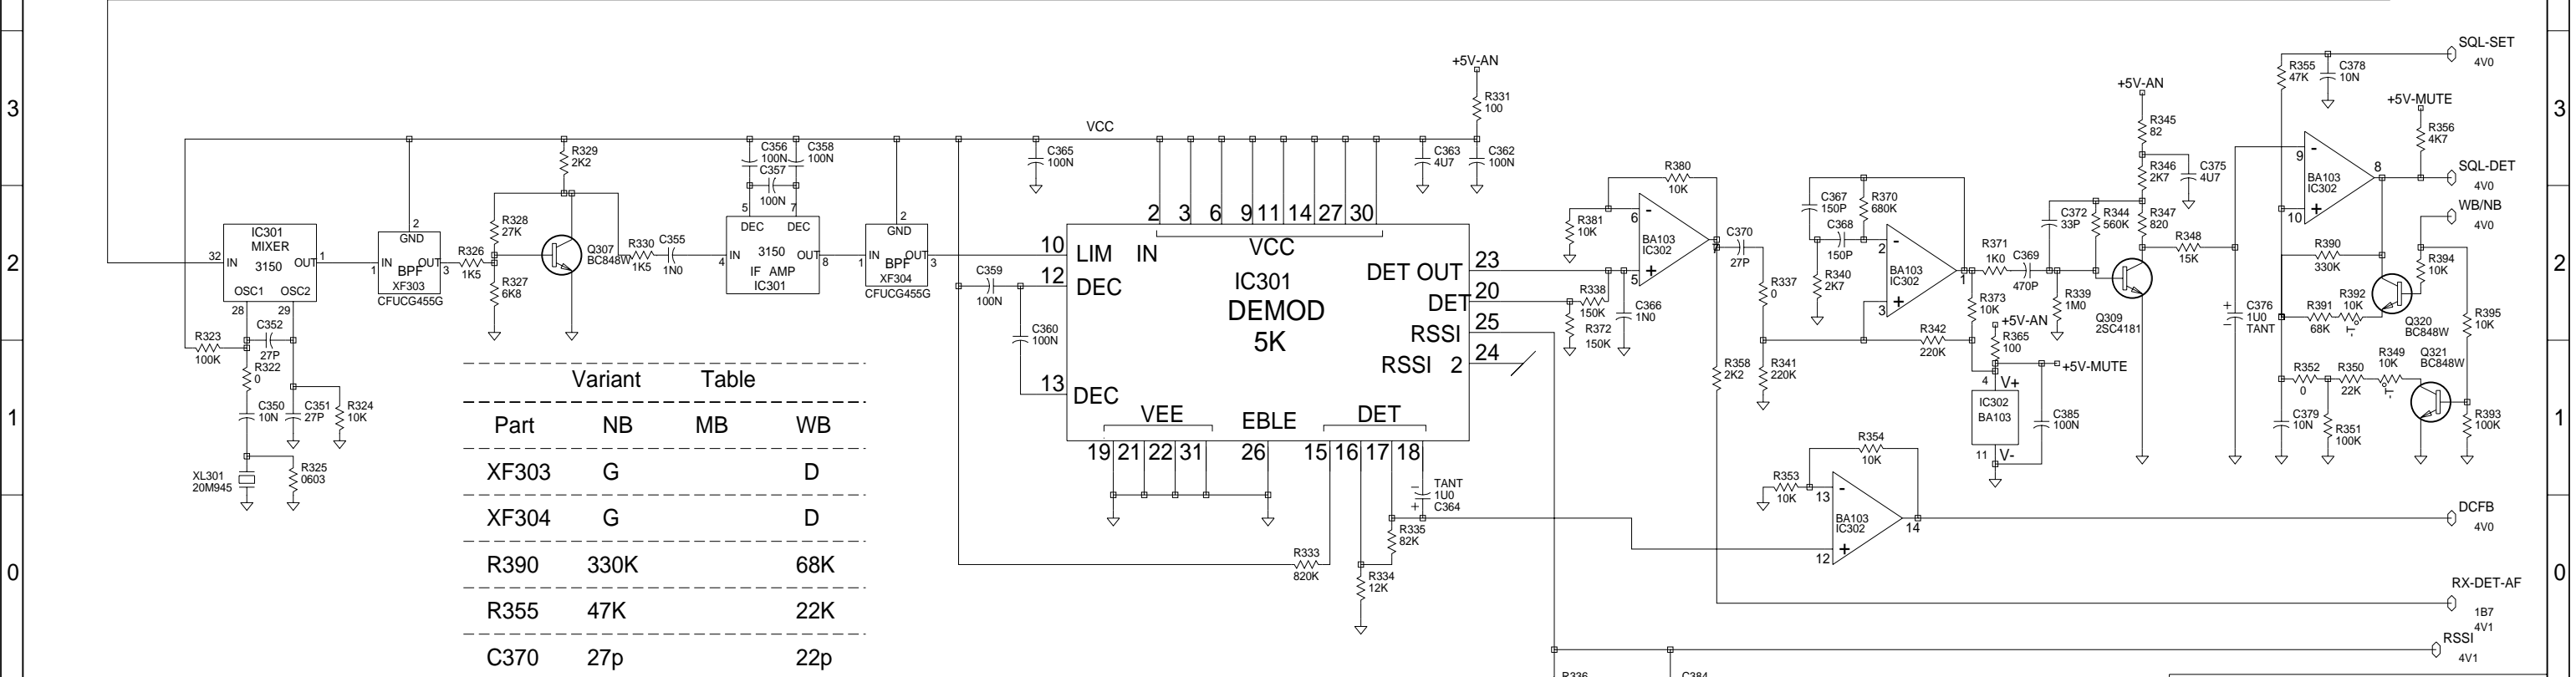 3
2
1
0
32
IN
IC301
MIXER
3150
OUT
1
OSC1
OSC2
28
29
R323
100K
C352
27P
R322
0
C350
10N
C351
27P
R324
10K
XL301
20M945
R325
0603
2
GND
1
IN
OUT
3
BPF
XF303
CFUCG455G
R326
1K5
R328
27K
R327
6K8
R329
2K2
Q307
BC848W
R330
1K5
C355
1N0
C356
100N
C358
100N
C357
100N
5
7
DEC
DEC
4
IN
3150
OUT
8
IF AMP
IC301
2
GND
1
IN
OUT
3
BPF
XF304
CFUCG455G
Variant Table
Part NB MB WB
XF303 G D
XF304 G D
R390 330K 68K
R355 47K 22K
C370 27p 22p
VCC
C365
100N
C359
100N
C360
100N
+5V-AN
R331
100
C363
4U7
C362
100N
2 3 6 9 11 14 27 30
VCC
10
LIM IN
12
DEC
13
DEC
IC301
DEMOD
5K
DET OUT
23
DET
20
RSSI
25
RSSI 2
24
VEE
EBLE
DET
19 21 22 31 26 15 16 17 18
TANT
1U0
C364
R335
82K
R333
820K
R334
12K
R338
150K
R372
150K
C366
1N0
R381
10K
R380
10K
6
-
5
+
7
BA103
IC302
C370
27P
R337
0
R358
2K2
R341
220K
C367
150P
R370
680K
C368
150P
R340
2K7
2
-
3
+
1
BA103
IC302
R371
1K0
C369
470P
R373
10K
R342
220K
+5V-AN
R365
100
+5V-MUTE
4
V+
IC302
BA103
11
V-
C385
100N
R339
1M0
C372
33P
R344
560K
+5V-AN
R345
82
R346
2K7
C375
4U7
R347
820
R348
15K
Q309
2SC4181
C376
1U0
TANT
+
-
R354
10K
R353
10K
13
-
12
+
14
BA103
IC302
R355
47K
C378
10N
SQL-SET
4V0
+5V-MUTE
R356
4K7
9
-
10
+
8
BA103
IC302
SQL-DET
4V0
WB/NB
4V0
R390
330K
R394
10K
R391
68K
R392
10K
Q320
BC848W
R395
10K
R352
0
R350
22K
R349
10K
Q321
BC848W
C379
10N
R351
100K
R393
100K
DCFB
4V0
RX-DET-AF
1B7
4V1
RSSI
4V1
R336
C384
3
2
1
0